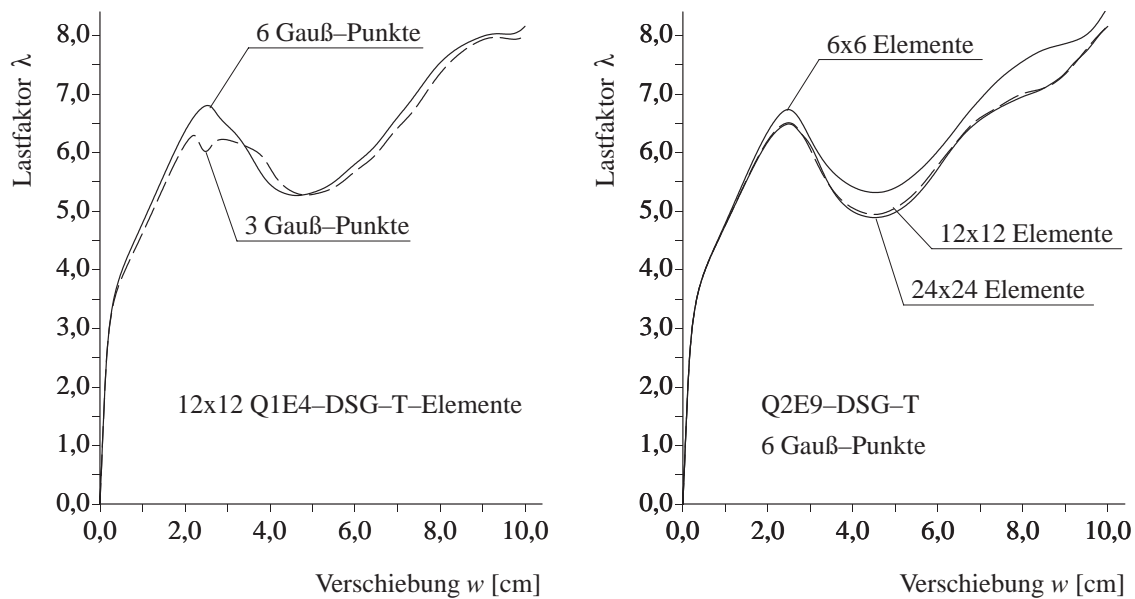 Lastfaktor λ
8,0
7,0
6,0
5,0
4,0
3,0
2,0
1,0
0,0
6 Gauß–Punkte
3 Gauß–Punkte
12x12 Q1E4–DSG–T–Elemente
0,0 2,0 4,0 6,0 8,0 10,0
Verschiebung w [cm]
Lastfaktor λ
8,0
7,0
6,0
5,0
4,0
3,0
2,0
1,0
0,0
6x6 Elemente
12x12 Elemente
24x24 Elemente
Q2E9–DSG–T
6 Gauß–Punkte
0,0 2,0 4,0 6,0 8,0 10,0
Verschiebung w [cm]